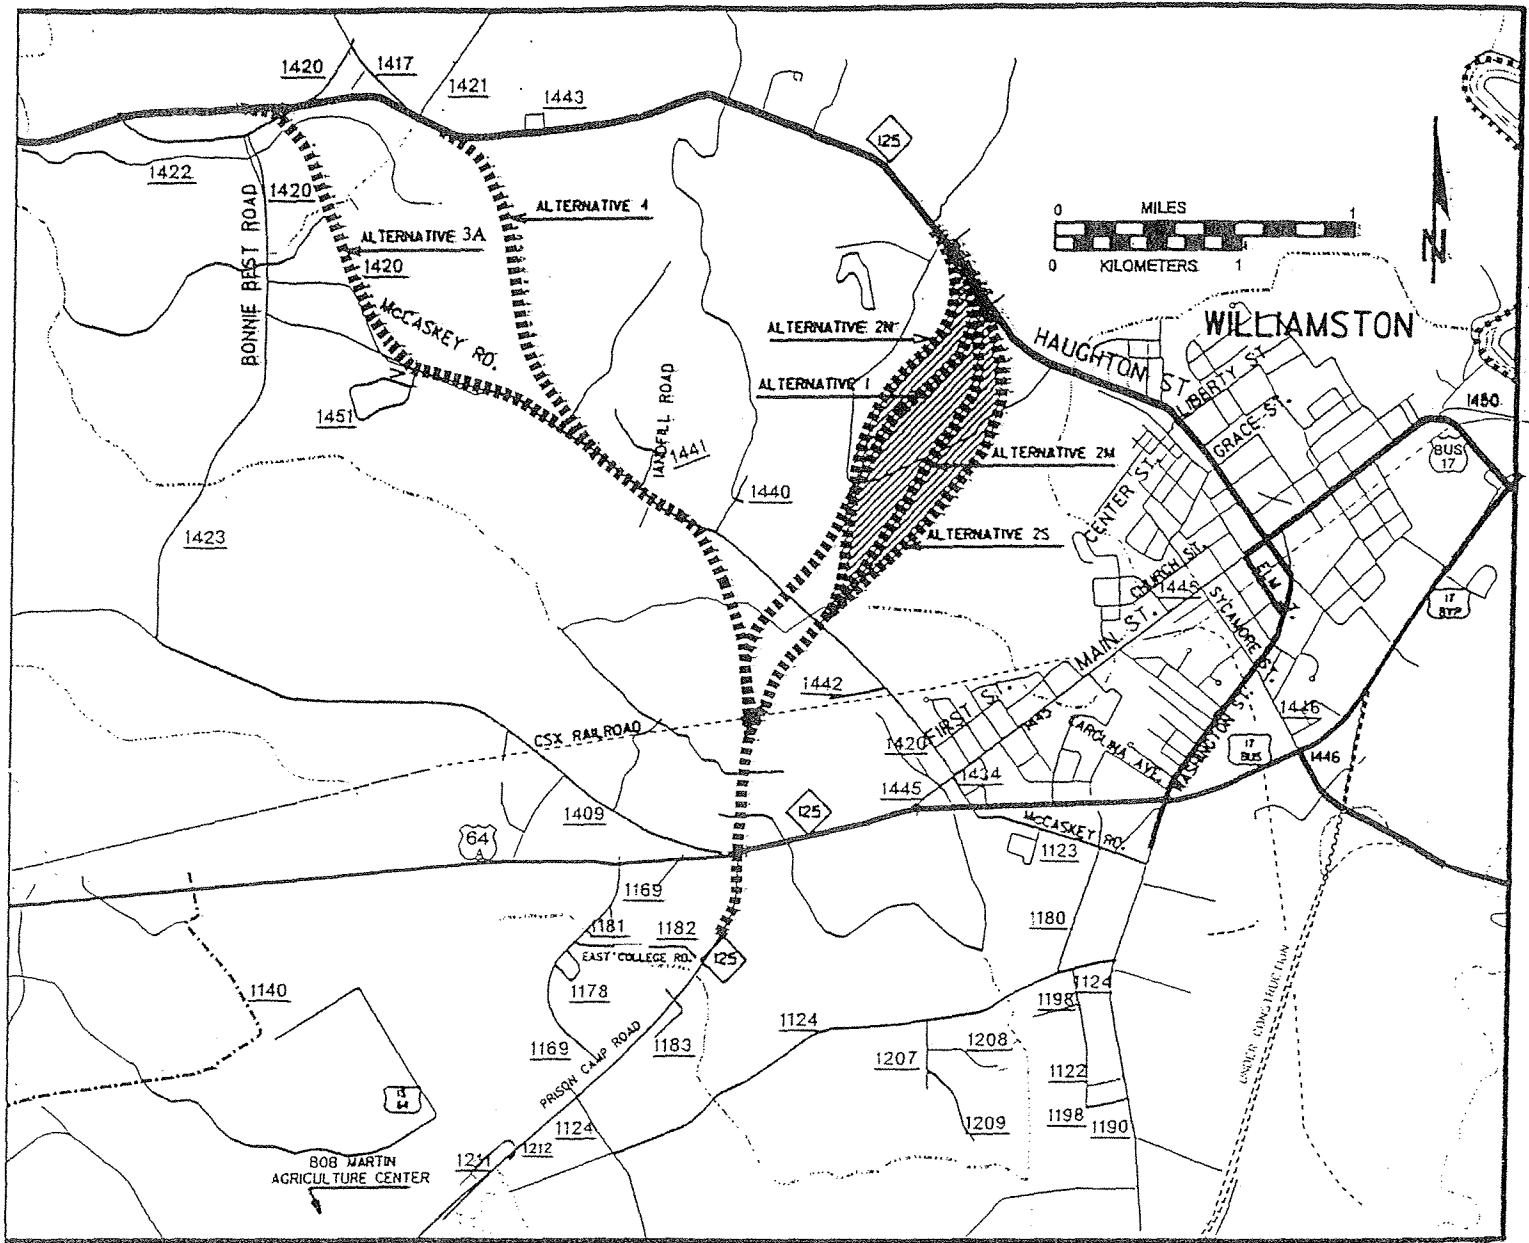 1420
1417
1421
1443
125
1422
1420
BONNIE BEST ROAD
ALTERNATIVE 4
ALTERNATIVE 3A
1420
McCASKEY RD.
0 MILES 1
0 KILOMETERS 1
N
WILLIAMSTON
ALTERNATIVE 2N
HAUGHTON ST.
LIBERTY ST.
GRACE ST.
1480
BUS
17
ALTERNATIVE 1
1451
LANDFILL ROAD
1441
ALTERNATIVE 2M
CENTER ST.
1440
ALTERNATIVE 2S
1423
CHURCH ST.
1445
ELM ST.
17
BYP
SYCAMORE ST.
MAIN ST.
1442
FIRST ST.
1445
1446
CSX RAILROAD
1420
CAROLINA AVE.
WASHINGTON ST.
17
BUS
1446
1434
1445
125
1409
McCASKEY RD.
1123
64
A
1169
1180
1181
1182
EAST COLLEGE RD.
125
1178
1140
1124
1198
1124
UNDER CONSTRUCTION
1169
PRISON CAMP ROAD
1183
1207
1208
1122
1124
1209
1198
1190
1211
1212
BOB MARTIN
AGRICULTURE CENTER